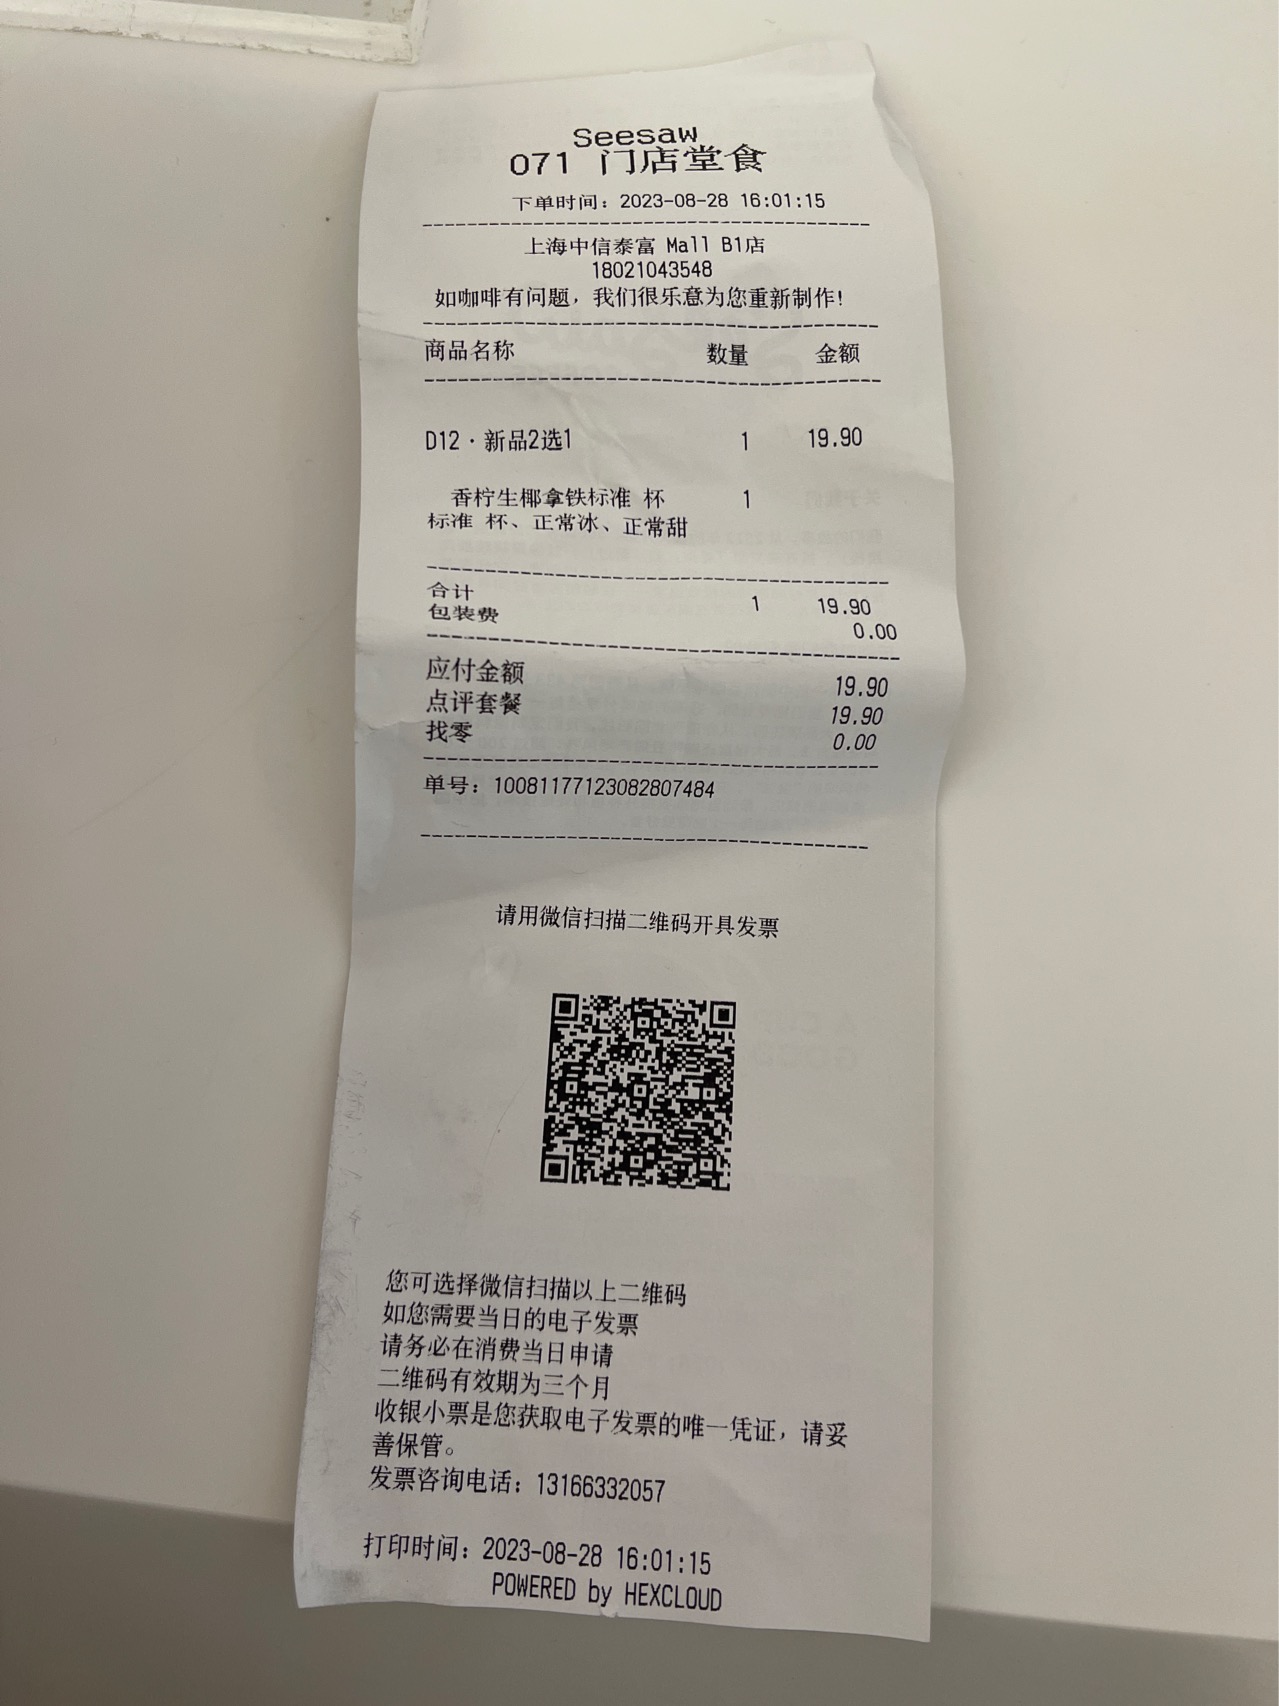 Seesaw
071 门店堂食
下单时间：2023-08-28 16:01:15
上海中信泰富 Mall B1店
18021043548
如咖啡有问题，我们很乐意为您重新制作!
商品名称 数量 金额
D12·新品2选1 1 19.90
香柠生椰拿铁标准 杯 1
标准 杯、正常冰、正常甜
合计 1 19.90
包装费 0.00
应付金额 19.90
点评套餐 19.90
找零 0.00
单号：10081177123082807484
请用微信扫描二维码开具发票
您可选择微信扫描以上二维码
如您需要当日的电子发票
请务必在消费当日申请
二维码有效期为三个月
收银小票是您获取电子发票的唯一凭证，请妥
善保管。
发票咨询电话：13166332057
打印时间：2023-08-28 16:01:15
POWERED by HEXCLOUD